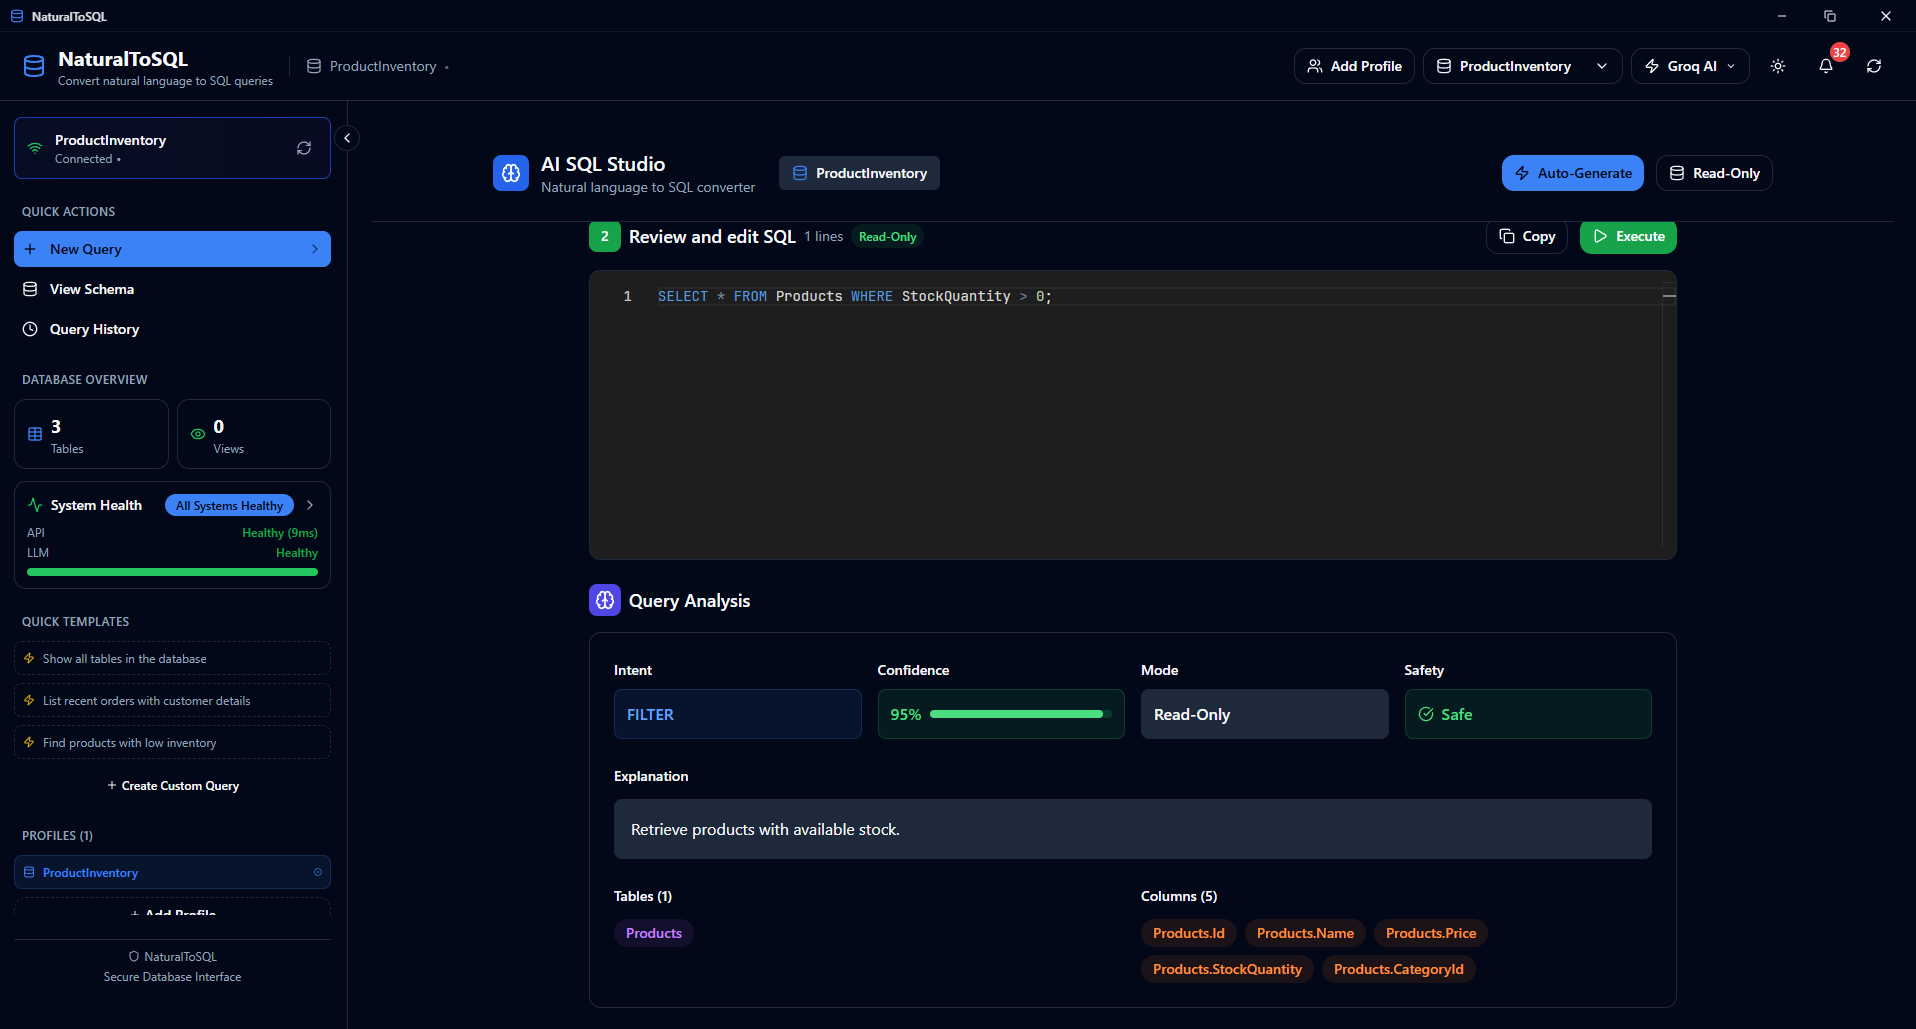 NaturalToSQL
NaturalToSQL
Convert natural language to SQL queries
ProductInventory •
Add Profile
ProductInventory
Groq AI
32
ProductInventory
Connected •
QUICK ACTIONS
New Query
View Schema
Query History
DATABASE OVERVIEW
3
Tables
0
Views
System Health
All Systems Healthy
API Healthy (9ms)
LLM Healthy
QUICK TEMPLATES
Show all tables in the database
List recent orders with customer details
Find products with low inventory
+ Create Custom Query
PROFILES (1)
ProductInventory
+ Add Profile
NaturalToSQL
Secure Database Interface
AI SQL Studio
Natural language to SQL converter
ProductInventory
Auto-Generate
Read-Only
2 Review and edit SQL 1 lines Read-Only
Copy
Execute
1 SELECT * FROM Products WHERE StockQuantity > 0;
Query Analysis
Intent
FILTER
Confidence
95%
Mode
Read-Only
Safety
Safe
Explanation
Retrieve products with available stock.
Tables (1)
Products
Columns (5)
Products.Id Products.Name Products.Price
Products.StockQuantity Products.CategoryId